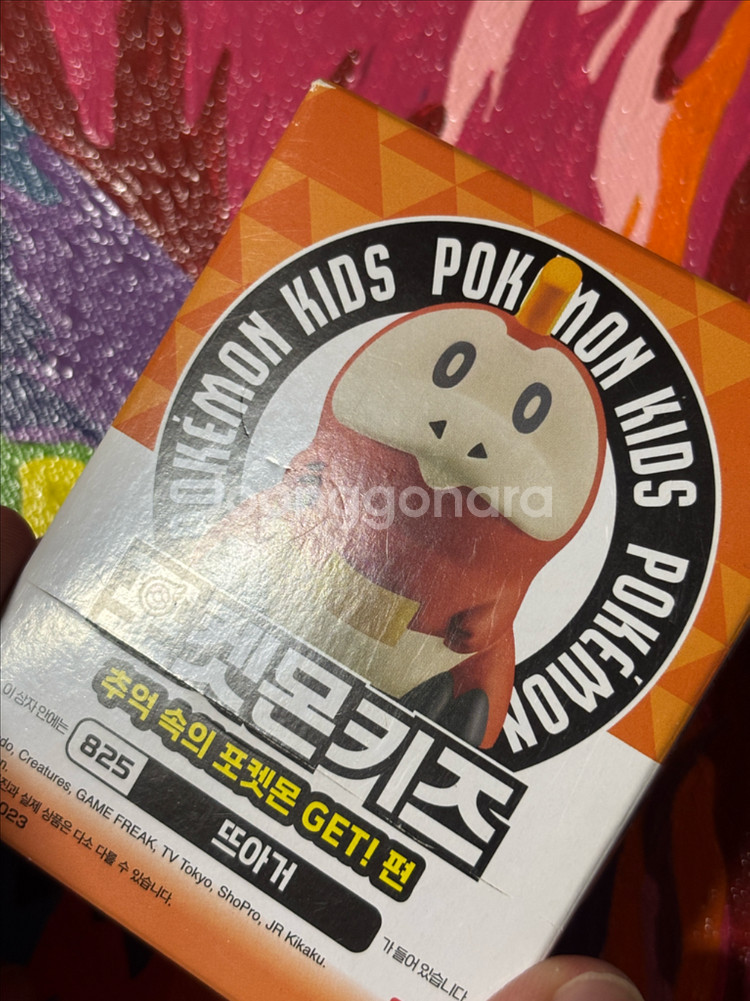 POKÉMON KIDS POKÉMON KIDS POKÉMON
joonggonara
포켓몬키즈
추억 속의 포켓몬 GET! 편
이 상자 안에는
825 뜨아거
가 들어 있습니다
do, Creatures, GAME FREAK, TV Tokyo, ShoPro, JR Kikaku.
n.
진과 실제 상품은 다소 다를 수 있습니다.
023